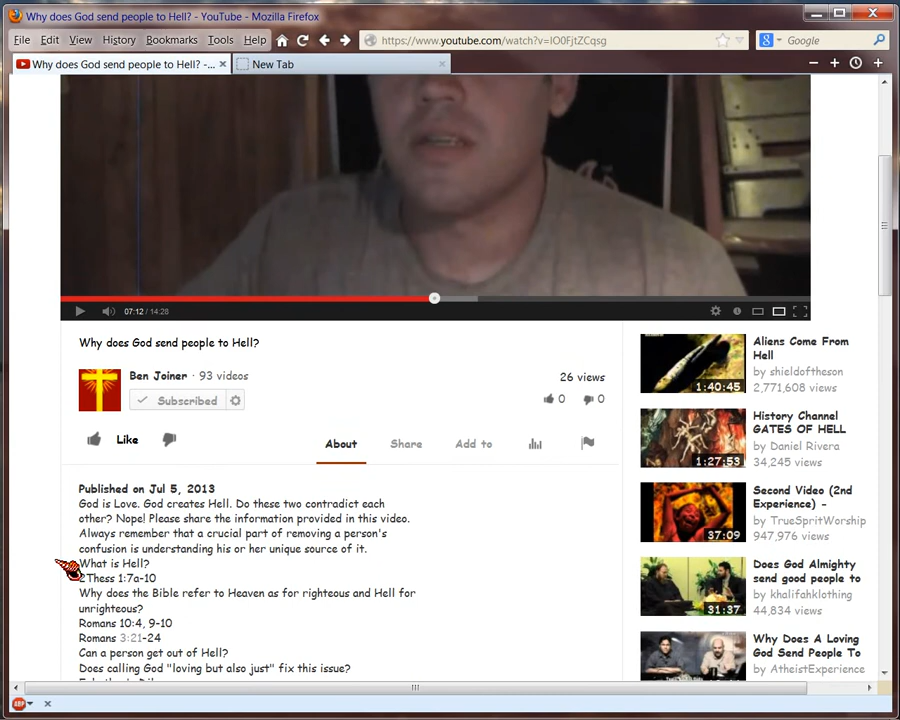 Why does God send people to Hell? - YouTube - Mozilla Firefox
File Edit View History Bookmarks Tools Help
https://www.youtube.com/watch?v=IO0FjtZCqsg
Google
Why does God send people to Hell? -...
New Tab
07:12 / 14:28
Why does God send people to Hell?
Ben Joiner · 93 videos
Subscribed
26 views
0 0
Like
About Share Add to
Published on Jul 5, 2013
God is Love. God creates Hell. Do these two contradict each
other? Nope! Please share the information provided in this video.
Always remember that a crucial part of removing a person's
confusion is understanding his or her unique source of it.
What is Hell?
2Thess 1:7a-10
Why does the Bible refer to Heaven as for righteous and Hell for
unrighteous?
Romans 10:4, 9-10
Romans 3:21-24
Can a person get out of Hell?
Does calling God "loving but also just" fix this issue?
1:40:45
Aliens Come From
Hell
by shieldoftheson
2,771,608 views
1:27:53
History Channel
GATES OF HELL
by Daniel Rivera
34,245 views
37:09
Second Video (2nd
Experience) -
by TrueSpritWorship
947,976 views
31:37
Does God Almighty
send good people to
by khalifahklothing
44,834 views
Why Does A Loving
God Send People To
by AtheistExperience
ABP